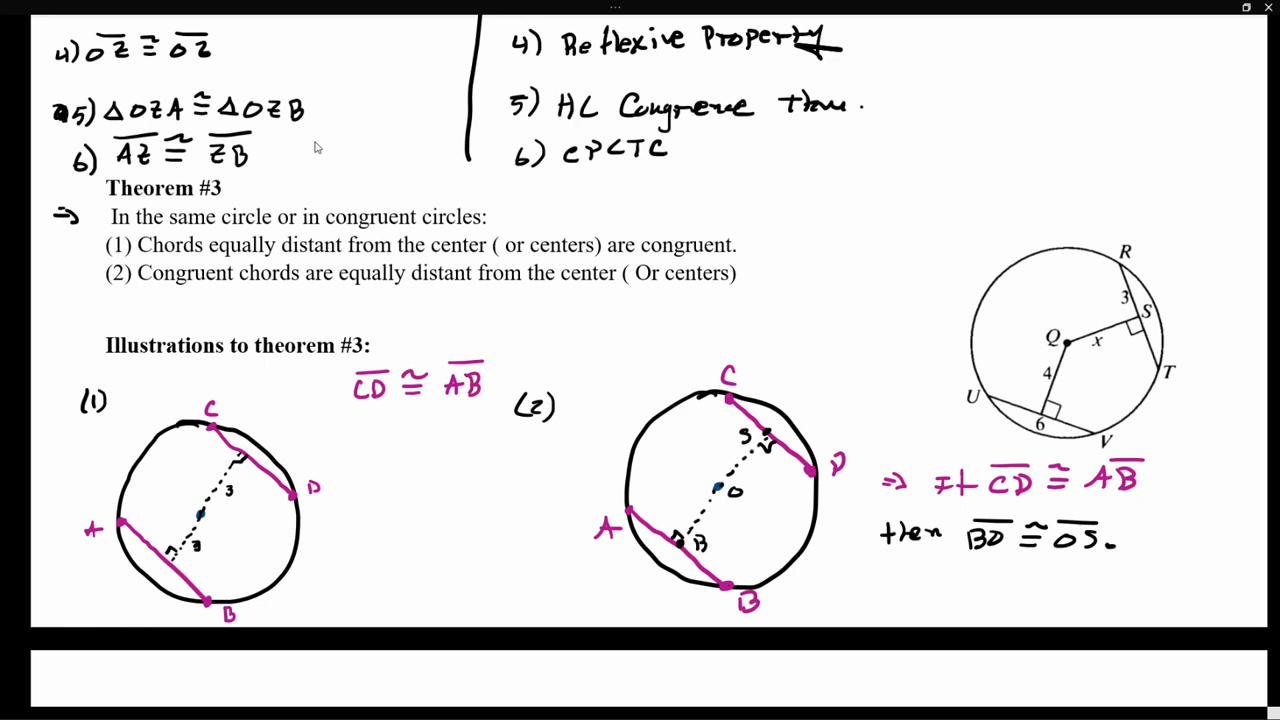 4) OZ ≅ OZ
4) Reflexive Property
5) △OZA ≅ △OZB
5) HL Congruence thm.
6) AZ ≅ ZB
6) CPCTC
Theorem #3
⇒ In the same circle or in congruent circles:
(1) Chords equally distant from the center ( or centers) are congruent.
(2) Congruent chords are equally distant from the center ( Or centers)
Illustrations to theorem #3:
CD ≅ AB
(1)
C
3
D
A
3
B
(2)
C
S
D
O
A
B
B
R
3
S
Q
x
4
T
U
6
V
⇒ If CD ≅ AB
then BO ≅ OS.